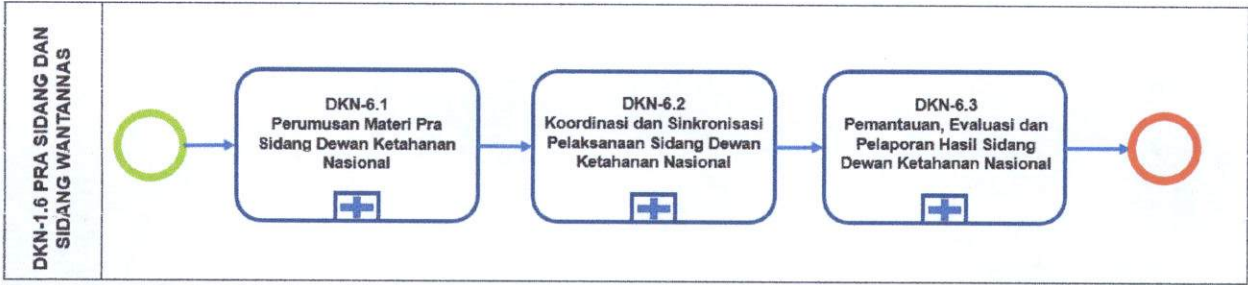 DKN-1.6 PRA SIDANG DAN
SIDANG WANTANNAS
DKN-6.1
Perumusan Materi Pra
Sidang Dewan Ketahanan
Nasional
DKN-6.2
Koordinasi dan Sinkronisasi
Pelaksanaan Sidang Dewan
Ketahanan Nasional
DKN-6.3
Pemantauan, Evaluasi dan
Pelaporan Hasil Sidang
Dewan Ketahanan Nasional